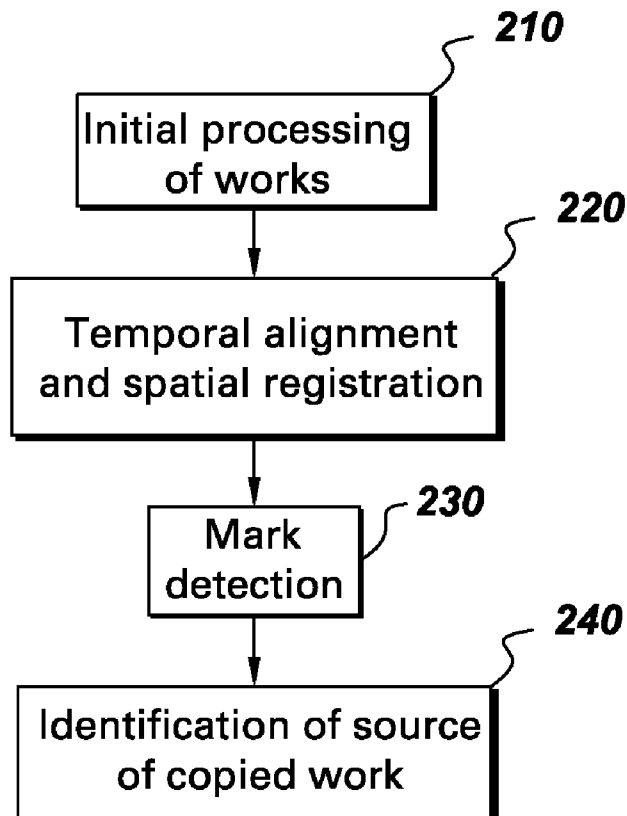 210
Initial processing
of works
220
Temporal alignment
and spatial registration
230
Mark
detection
240
Identification of source
of copied work